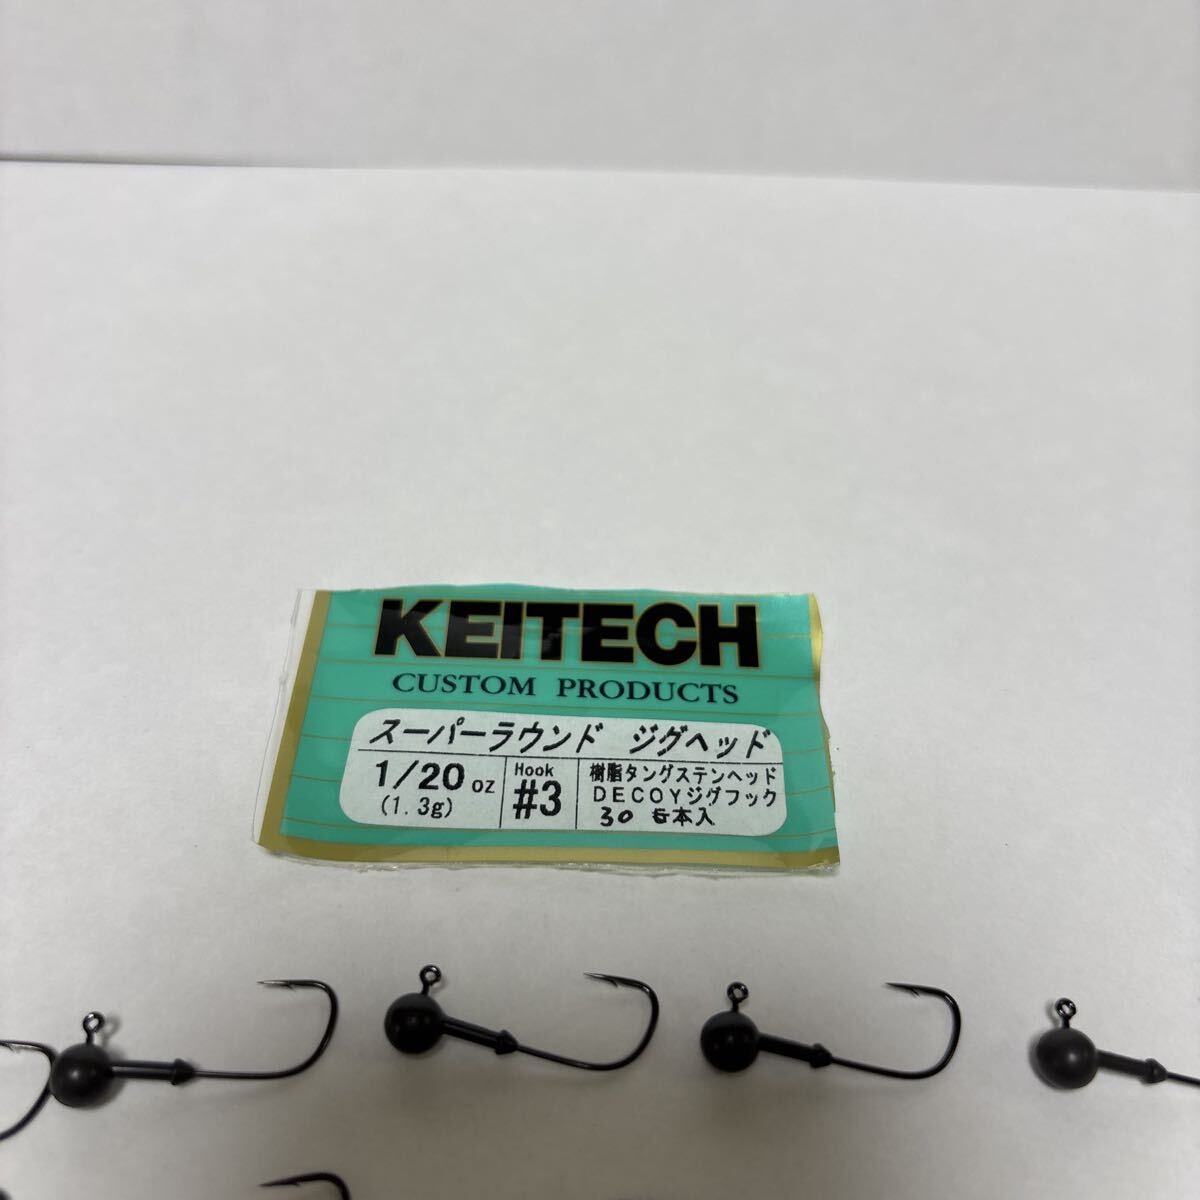 KEITECH
CUSTOM PRODUCTS
スーパーラウンド ジグヘッド
1/20 oz
(1.3g)
Hook
#3
樹脂タングステンヘッド
DECOYジグフック
30 5本入